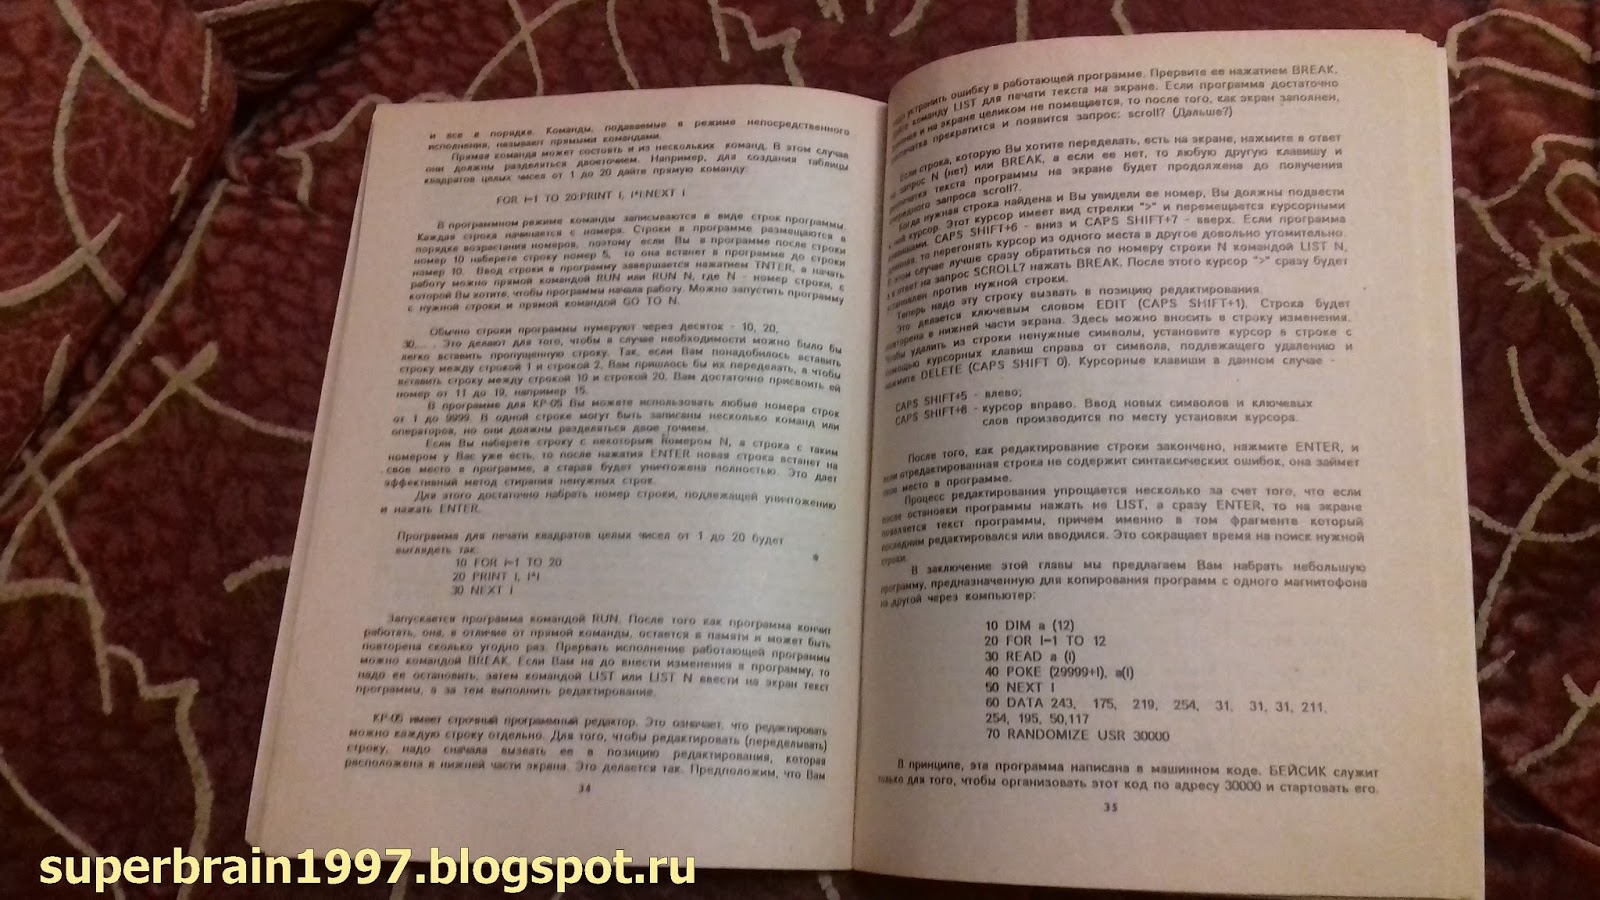 и все в порядке. Команды, подаваемые в режиме непосредственного
исполнения, называют прямыми командами.
Прямая команда может состоять и из нескольких команд. В этом случае
они должны разделяться двоеточием. Например, для создания таблицы
квадратов целых чисел от 1 до 20 дайте прямую команду:
FOR I=1 TO 20:PRINT I, I*I:NEXT I
В программном режиме команды записываются в виде строк программы.
Каждая строка начинается с номера. Строки в программе размещаются в
порядке возрастания номеров, поэтому если Вы в программе после строки
номер 10 наберете строку номер 5, то она встанет в программе до строки
номер 10. Ввод строки в программу завершается нажатием TNTER, а начать
работу можно прямой командой RUN или RUN N, где N - номер строки, с
которой Вы хотите, чтобы программы начала работу. Можно запустить программу
с нужной строки и прямой командой GO TO N.
Обычно строки программы нумеруют через десяток - 10, 20,
30,... . Это делают для того, чтобы в случае необходимости можно было бы
легко вставить пропущенную строку. Так, если Вам понадобилось вставить
строку между строкой 1 и строкой 2, Вам пришлось бы их переделать, а чтобы
вставить строку между строкой 10 и строкой 20, Вам достаточно присвоить ей
номер от 11 до 19, например 15.
В программе для КР-05 Вы можете использовать любые номера строк
от 1 до 9999. В одной строке могут быть записаны несколько команд или
операторов, но они должны разделяться двое точием.
Если Вы наберете строку с некоторым номером N, а строка с таким
номером у Вас уже есть, то после нажатия ENTER новая строка встанет на
свое место в программе, а старая будет уничтожена полностью. Это дает
эффективный метод стирания ненужных строк.
Для этого достаточно набрать номер строки, подлежащей уничтожению
и нажать ENTER.
Программа для печати квадратов целых чисел от 1 до 20 будет
выглядеть так:
10 FOR I=1 TO 20
20 PRINT I, I*I
30 NEXT I
Запускается программа командой RUN. После того как программа кончит
работать, она, в отличие от прямой команды, остается в памяти и может быть
повторена сколько угодно раз. Прервать исполнение работающей программы
можно командой BREAK. Если Вам на до внести изменения в программу, то
надо ее остановить, затем командой LIST или LIST N ввести на экран текст
программы, а за тем выполнить редактирование.
КР-05 имеет строчный программный редактор. Это означает, что редактировать
можно каждую строку отдельно. Для того, чтобы редактировать (переделывать)
строку, надо сначала вызвать ее в позицию редактирования, которая
расположена в нижней части экрана. Это делается так. Предположим, что Вам
34
устранить ошибку в работающей программе. Прервите ее нажатием BREAK.
команду LIST для печати текста на экране. Если программа достаточно
и на экране целиком не помещается, то после того, как экран заполнен,
прекратится и появится запрос: scroll? (Дальше?)
Если строка, которую Вы хотите переделать, есть на экране, нажмите в ответ
на запрос N (нет) или BREAK, а если ее нет, то любую другую клавишу и
текста программы на экране будет продолжена до получения
запроса scroll?.
Когда нужная строка найдена и Вы увидели ее номер, Вы должны подвести
курсор. Этот курсор имеет вид стрелки ">" и перемещается курсорными
CAPS SHIFT+6 - вниз и CAPS SHIFT+7 - вверх. Если программа
то перегонять курсор из одного места в другое довольно утомительно.
В этом случае лучше сразу обратиться по номеру строки N командой LIST N,
а в ответ на запрос SCROLL? нажать BREAK. После этого курсор ">" сразу будет
установлен против нужной строки.
Теперь надо эту строку вызвать в позицию редактирования.
Это делается ключевым словом EDIT (CAPS SHIFT+1). Строка будет
повторена в нижней части экрана. Здесь можно вносить в строку изменения.
Чтобы удалить из строки ненужные символы, установите курсор в строке с
помощью курсорных клавиш справа от символа, подлежащего удалению и
нажмите DELETE (CAPS SHIFT 0). Курсорные клавиши в данном случае -
CAPS SHIFT+5 - влево;
CAPS SHIFT+8 - курсор вправо. Ввод новых символов и ключевых
слов производится по месту установки курсора.
После того, как редактирование строки закончено, нажмите ENTER, и
если отредактированная строка не содержит синтаксических ошибок, она займет
свое место в программе.
Процесс редактирования упрощается несколько за счет того, что если
после остановки программы нажать не LIST, а сразу ENTER, то на экране
появляется текст программы, причем именно в том фрагменте который
последним редактировался или вводился. Это сокращает время на поиск нужной
строки.
В заключение этой главы мы предлагаем Вам набрать небольшую
программу, предназначенную для копирования программ с одного магнитофона
на другой через компьютер:
10 DIM a (12)
20 FOR I=1 TO 12
30 READ a (I)
40 POKE (29999+I), a(I)
50 NEXT I
60 DATA 243, 175, 219, 254, 31, 31, 31, 211,
254, 195, 50,117
70 RANDOMIZE USR 30000
В принципе, эта программа написана в машинном коде. БЕЙСИК служит
только для того, чтобы организовать этот код по адресу 30000 и стартовать его.
35
superbrain1997.blogspot.ru